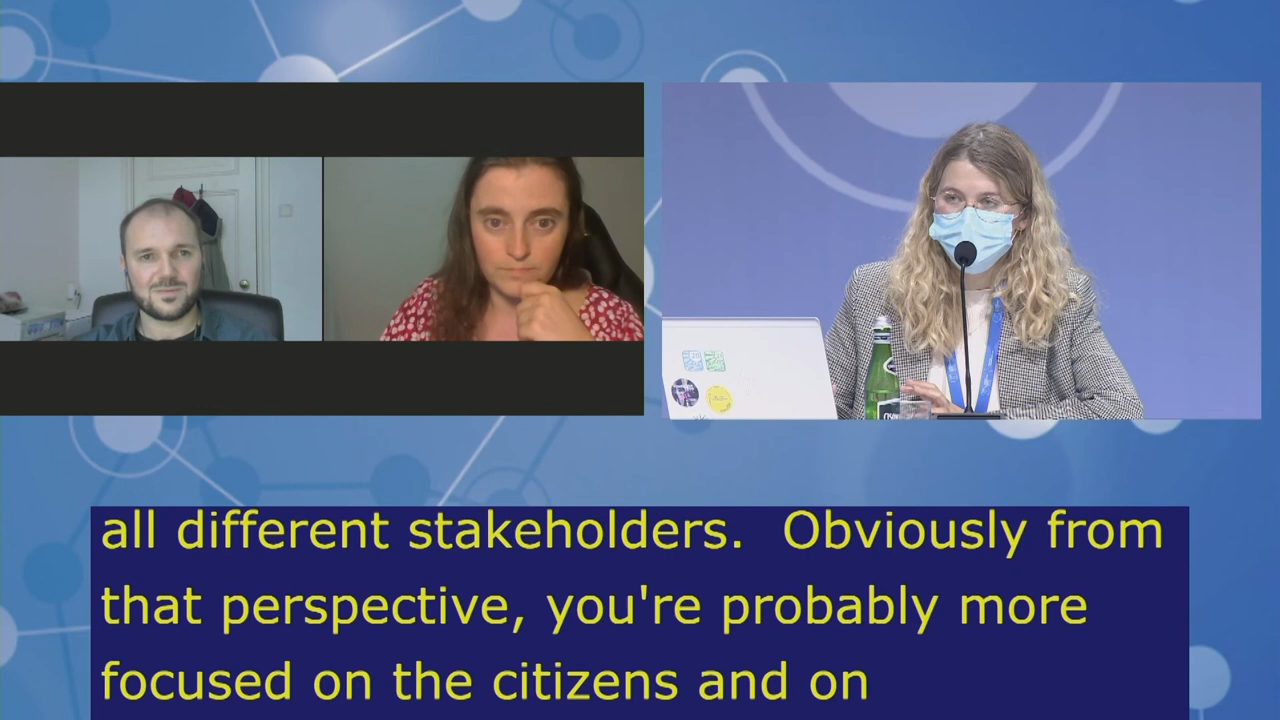 all different stakeholders.  Obviously from
that perspective, you're probably more
focused on the citizens and on